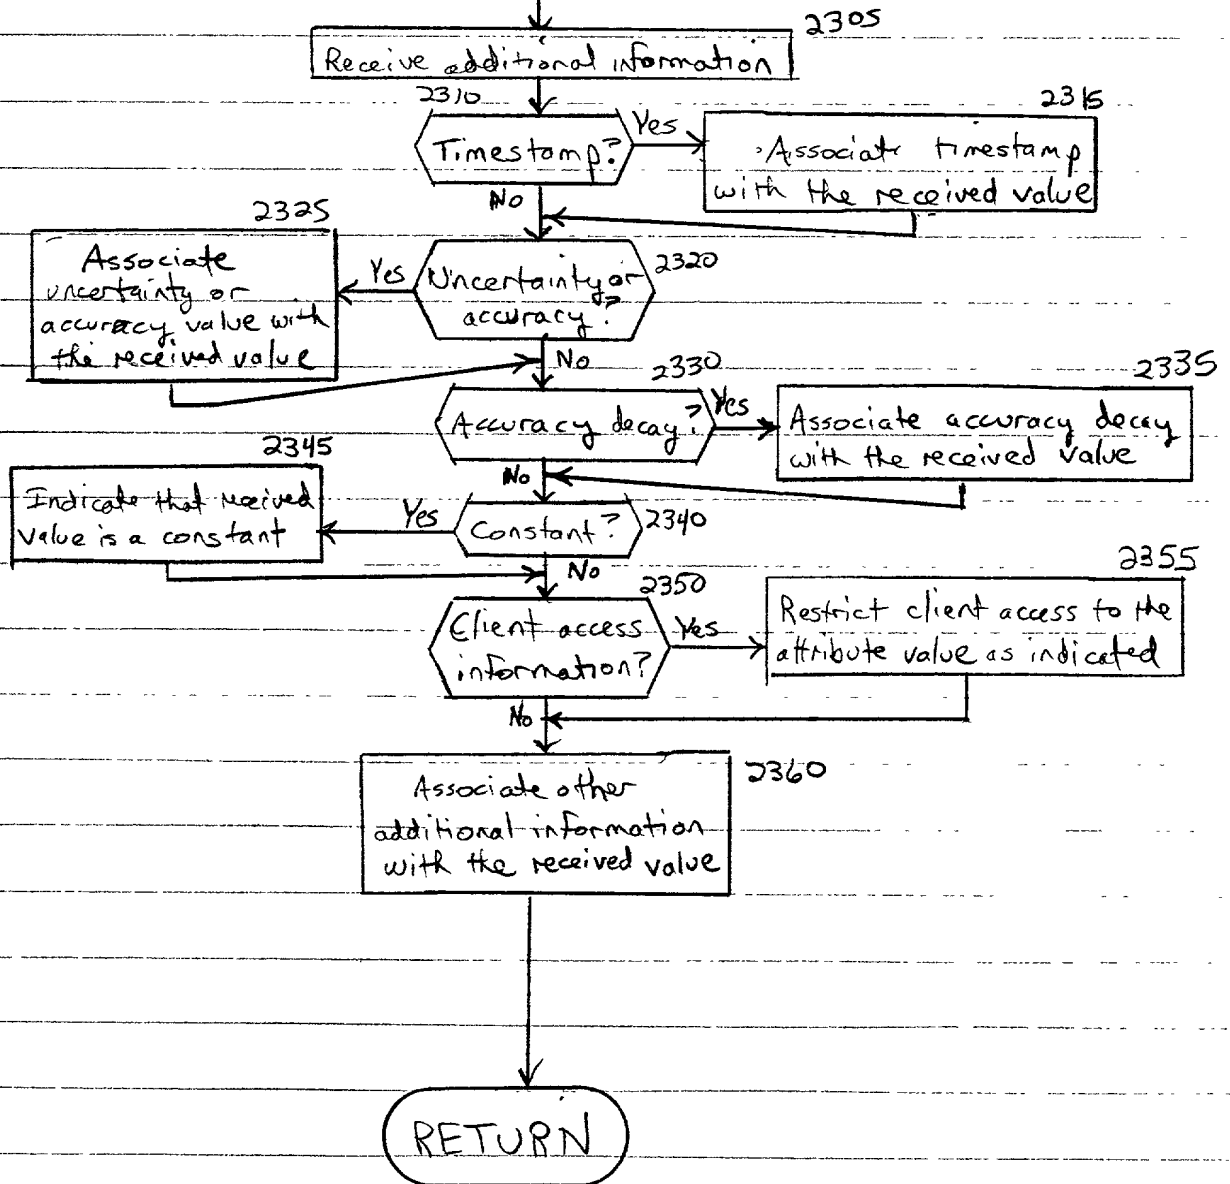 2305
Receive additional information
2310
Timestamp?
Yes
2315
Associate timestamp
with the received value
No
2325
Associate
uncertainty or
accuracy value with
the received value
Yes
Uncertainty or
accuracy?
2320
No
2330
Accuracy decay?
Yes
2335
Associate accuracy decay
with the received value
No
2345
Indicate that received
value is a constant
Yes
Constant?
2340
No
2350
Client access
information?
Yes
2355
Restrict client access to the
attribute value as indicated
No
2360
Associate other
additional information
with the received value
RETURN